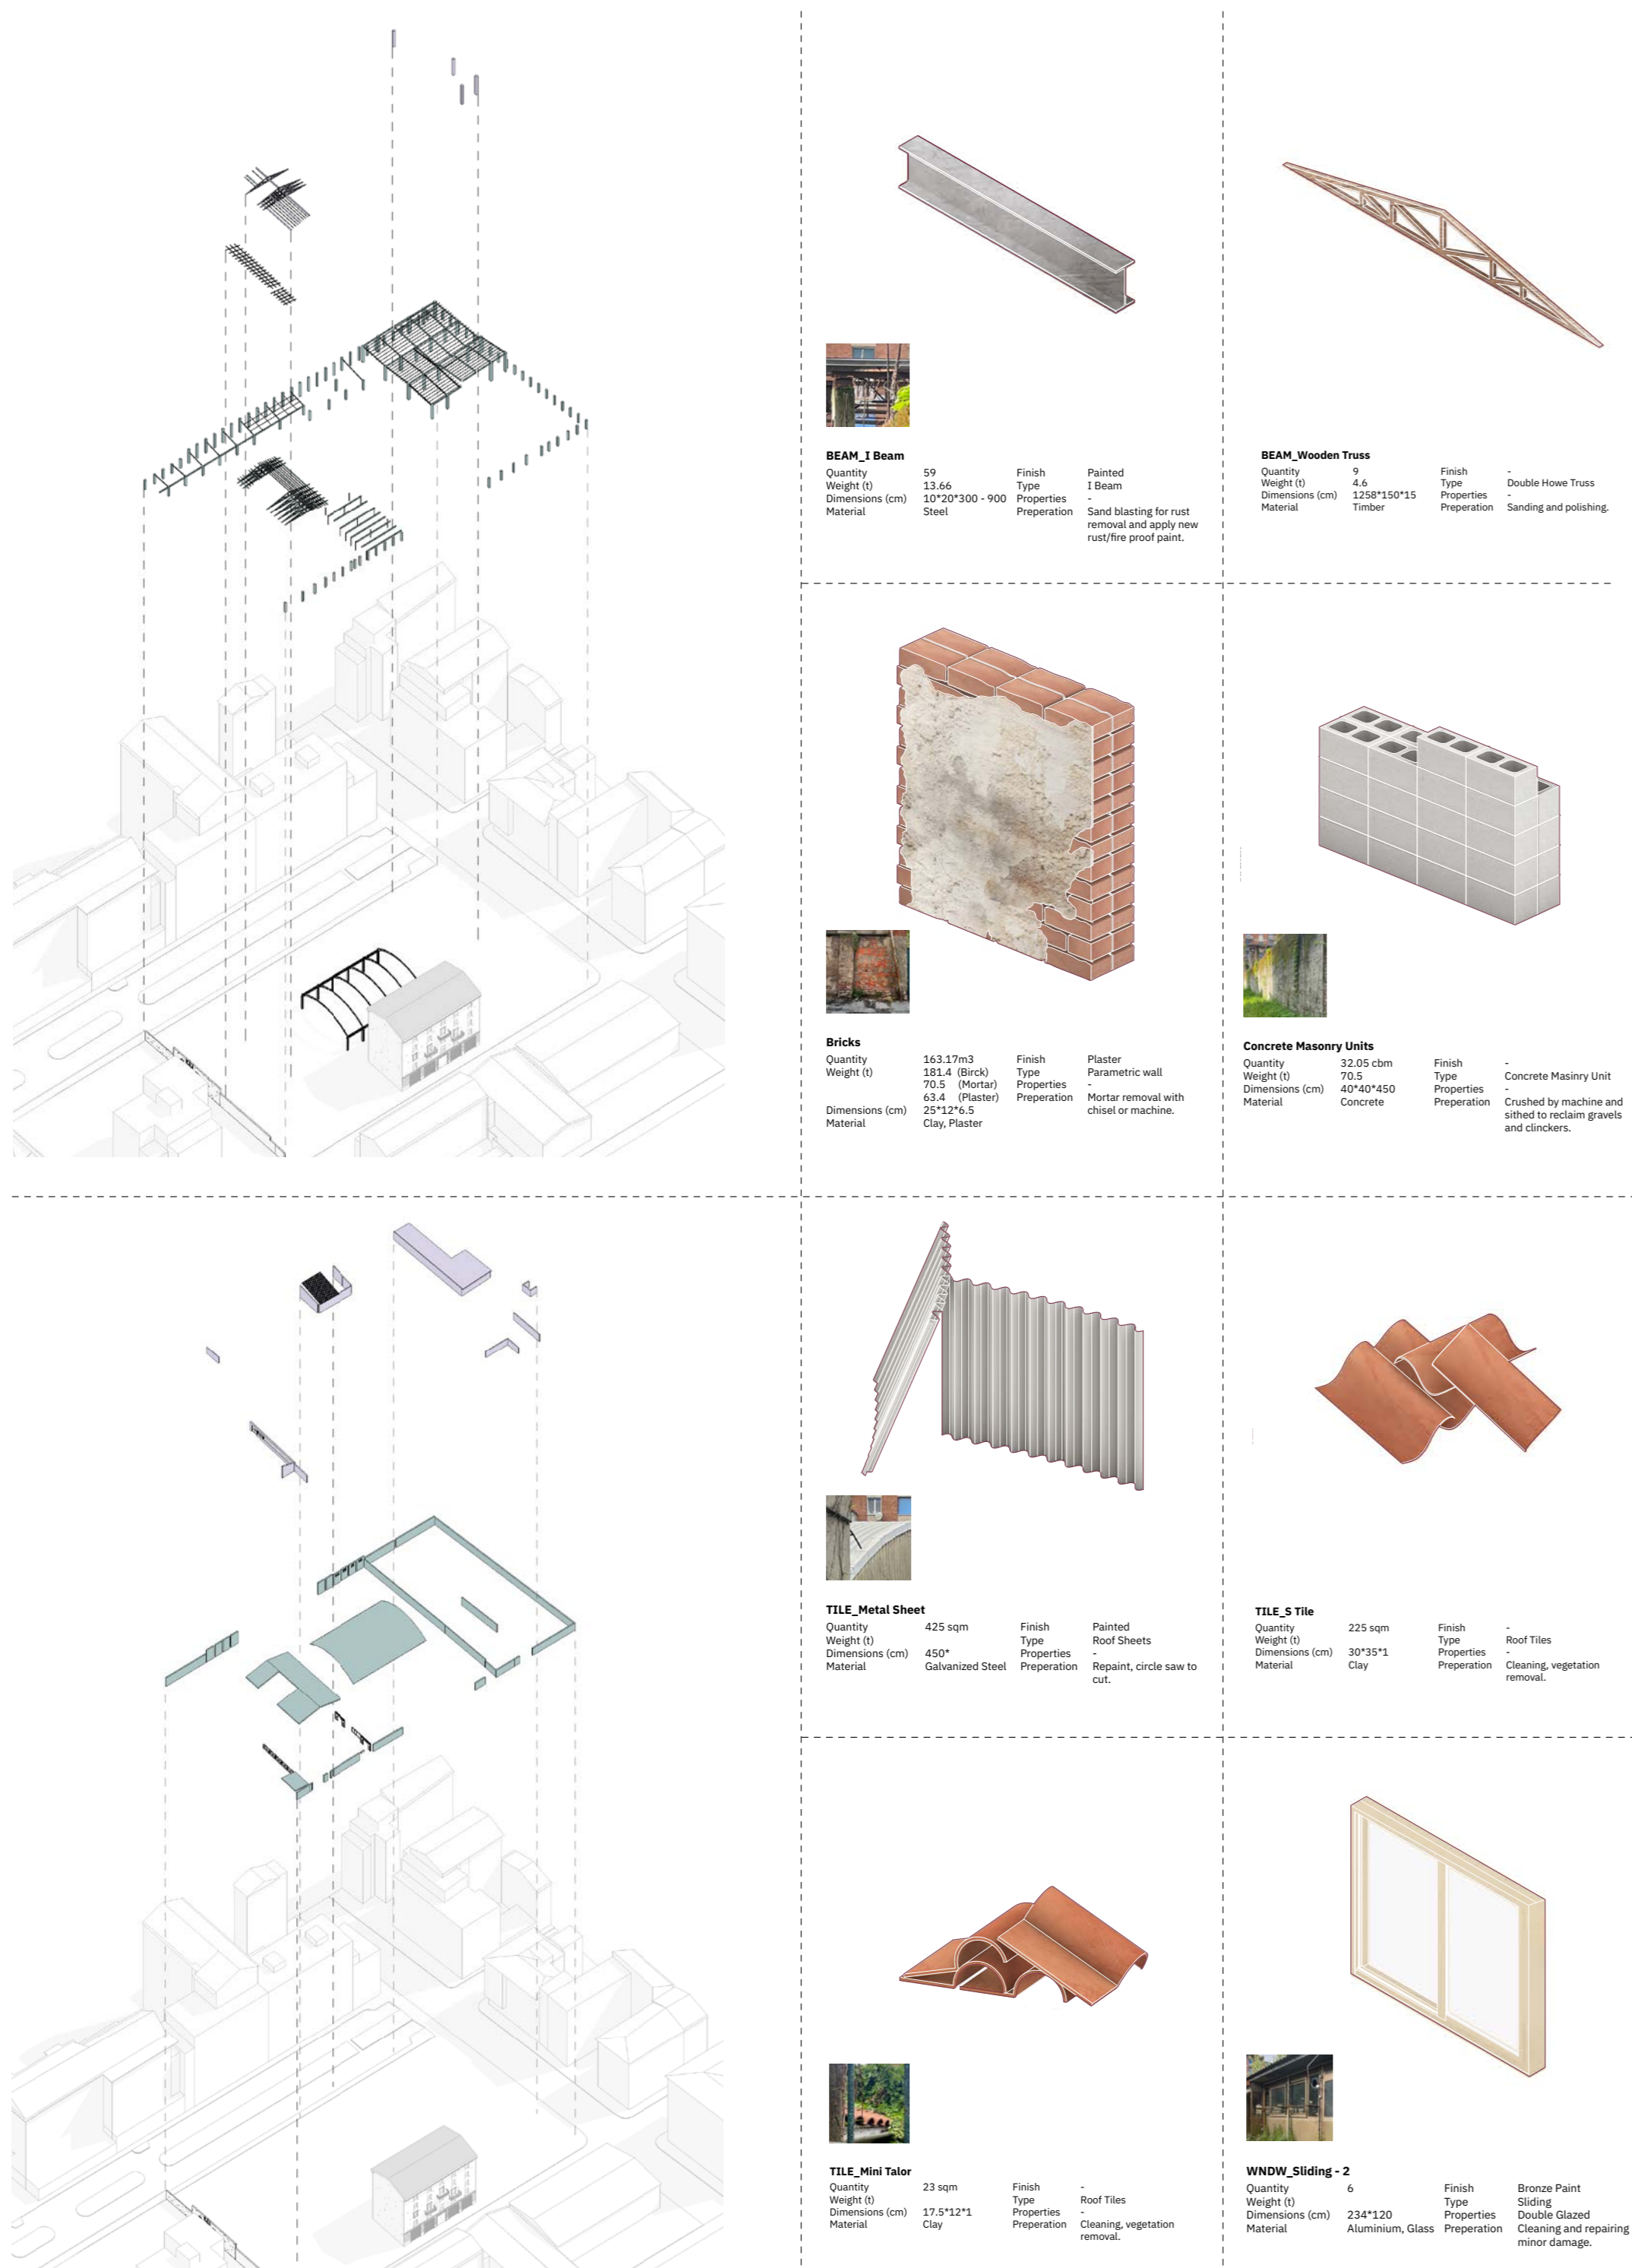 BEAM_I Beam
Quantity 59 Finish Painted
Weight (t) 13.66 Type I Beam
Dimensions (cm) 10*20*300 - 900 Properties -
Material Steel Preperation Sand blasting for rust
removal and apply new
rust/fire proof paint.
BEAM_Wooden Truss
Quantity 9 Finish -
Weight (t) 4.6 Type Double Howe Truss
Dimensions (cm) 1258*150*15 Properties -
Material Timber Preperation Sanding and polishing.
Bricks
Quantity 163.17m3 Finish Plaster
Weight (t) 181.4 (Birck) Type Parametric wall
70.5 (Mortar) Properties -
63.4 (Plaster) Preperation Mortar removal with
Dimensions (cm) 25*12*6.5 chisel or machine.
Material Clay, Plaster
Concrete Masonry Units
Quantity 32.05 cbm Finish -
Weight (t) 70.5 Type Concrete Masinry Unit
Dimensions (cm) 40*40*450 Properties -
Material Concrete Preperation Crushed by machine and
sithed to reclaim gravels
and clinckers.
TILE_Metal Sheet
Quantity 425 sqm Finish Painted
Weight (t) Type Roof Sheets
Dimensions (cm) 450* Properties -
Material Galvanized Steel Preperation Repaint, circle saw to
cut.
TILE_S Tile
Quantity 225 sqm Finish -
Weight (t) Type Roof Tiles
Dimensions (cm) 30*35*1 Properties -
Material Clay Preperation Cleaning, vegetation
removal.
TILE_Mini Talor
Quantity 23 sqm Finish -
Weight (t) Type Roof Tiles
Dimensions (cm) 17.5*12*1 Properties -
Material Clay Preperation Cleaning, vegetation
removal.
WNDW_Sliding - 2
Quantity 6 Finish Bronze Paint
Weight (t) Type Sliding
Dimensions (cm) 234*120 Properties Double Glazed
Material Aluminium, Glass Preperation Cleaning and repairing
minor damage.